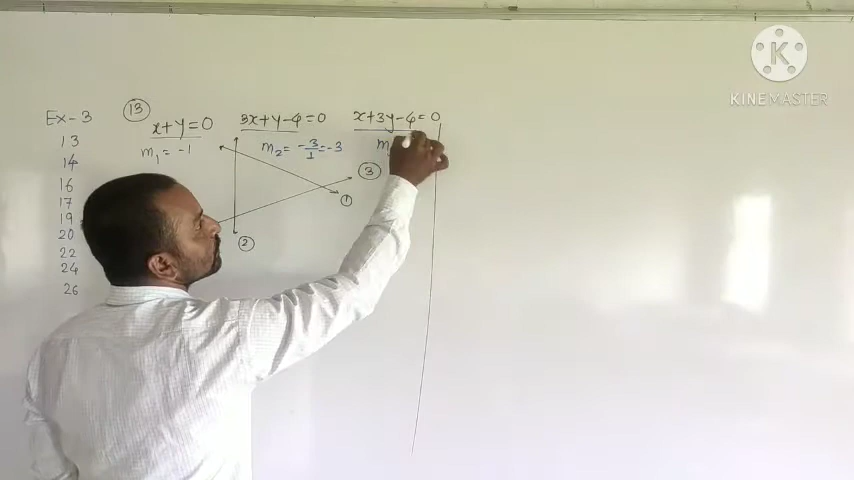 Ex-3
13
14
16
17
19
20
22
24
26
13
x+y=0
3x+y-4=0
x+3y-4=0
m₁ = -1
m₂ = -3/1 = -3
m
1
2
3
K
KINEMASTER